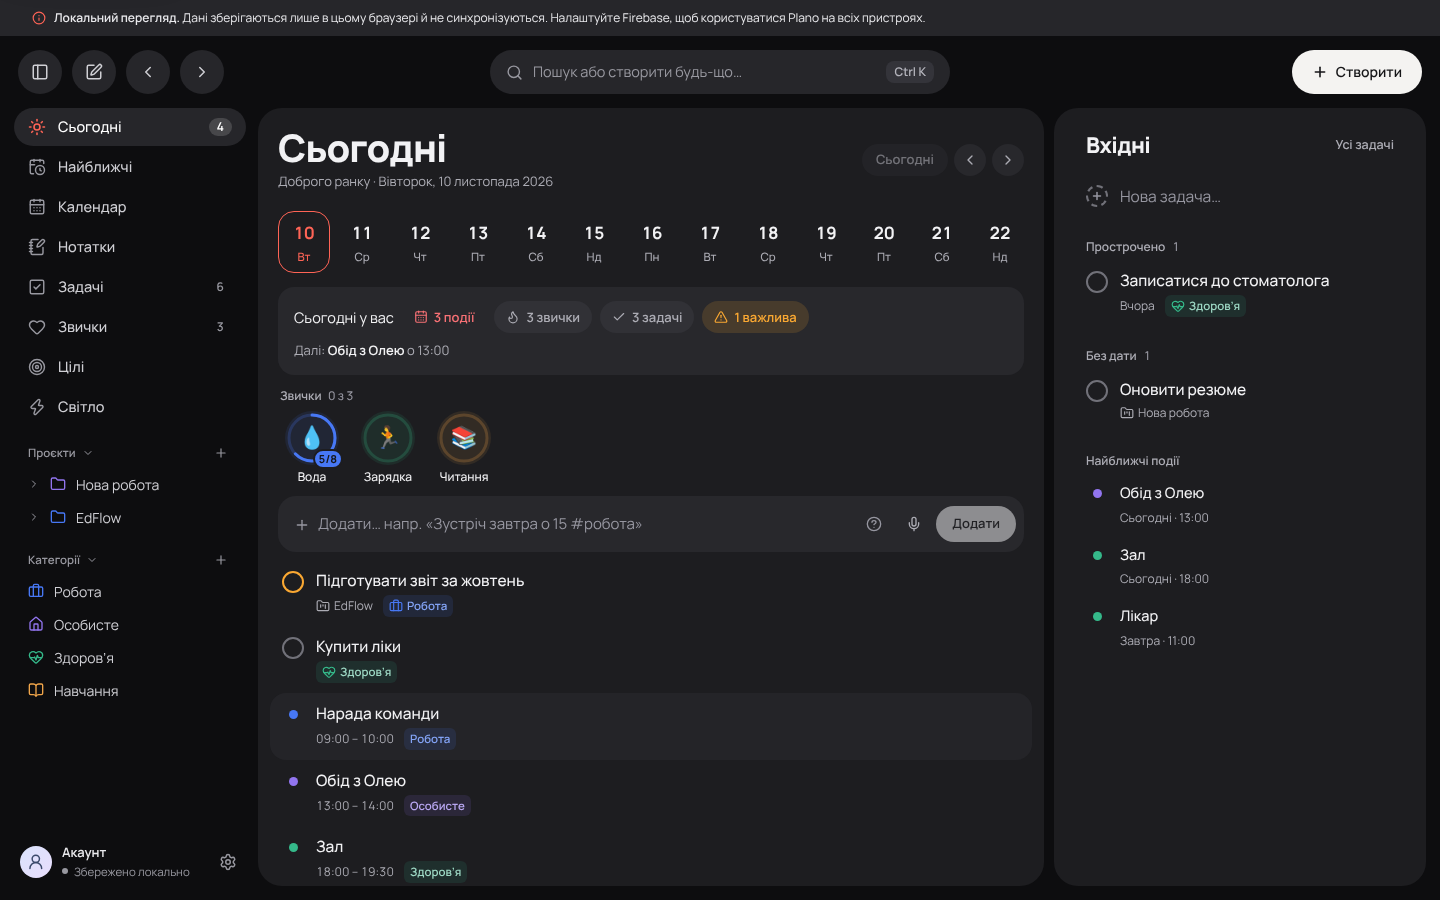 Локальний перегляд. Дані зберігаються лише в цьому браузері й не синхронізуються. Налаштуйте Firebase, щоб користуватися Plano на всіх пристроях.
Пошук або створити будь-що...
Ctrl K
Створити
Сьогодні 4
Найближчі
Календар
Нотатки
Задачі 6
Звички 3
Цілі
Світло
Проєкти
Нова робота
EdFlow
Категорії
Робота
Особисте
Здоров'я
Навчання
Акаунт
Збережено локально
Сьогодні
Доброго ранку · Вівторок, 10 листопада 2026
Сьогодні
10 11 12 13 14 15 16 17 18 19 20 21 22
Вт Ср Чт Пт Сб Нд Пн Вт Ср Чт Пт Сб Нд
Сьогодні у вас 3 події 3 звички 3 задачі 1 важлива
Далі: Обід з Олею о 13:00
Звички 0 з 3
5/8
Вода Зарядка Читання
Додати... напр. «Зустріч завтра о 15 #робота»
Додати
Підготувати звіт за жовтень
EdFlow Робота
Купити ліки
Здоров'я
Нарада команди
09:00 – 10:00 Робота
Обід з Олею
13:00 – 14:00 Особисте
Зал
18:00 – 19:30 Здоров'я
Вхідні
Усі задачі
Нова задача...
Прострочено 1
Записатися до стоматолога
Вчора Здоров'я
Без дати 1
Оновити резюме
Нова робота
Найближчі події
Обід з Олею
Сьогодні · 13:00
Зал
Сьогодні · 18:00
Лікар
Завтра · 11:00